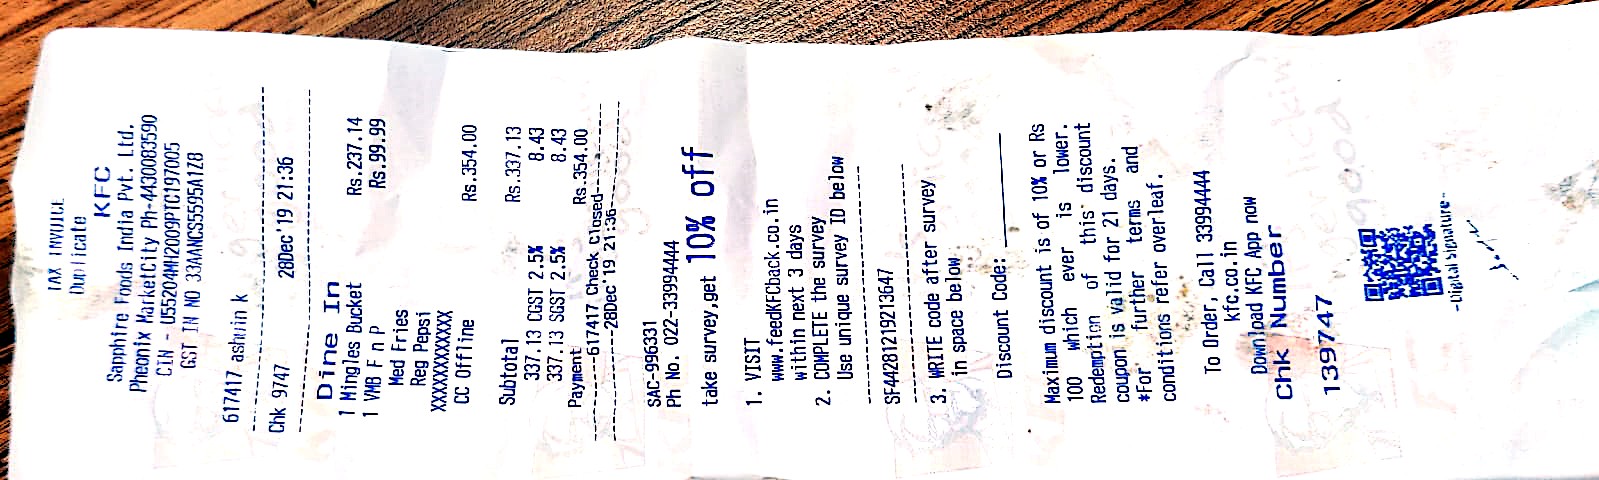 TAX INVOICE
Duplicate
KFC
Sapphire Foods India Pvt. Ltd.
Pheonix MarketCity Ph-4430083590
CiN - U55204MH2009PTC197005
GST IN NO 33AANCS5595A1Z8
617417 ashwin k
Chk 9747 28Dec'19 21:36
Dine In
1 Mingles Bucket Rs.237.14
1 VMB F n P Rs.99.99
Med Fries
Reg Pepsi
XXXXXXXXXXXXXX
CC Offline Rs.354.00
Subtotal Rs.337.13
337.13 CGST 2.5% 8.43
337.13 SGST 2.5% 8.43
Payment Rs.354.00
-----617417 Check Closed-----
-----28Dec'19 21:36-----
SAC-996331
Ph No. 022-33994444
take survey,get 10% off
1. VISIT
www.feedKFCback.co.in
within next 3 days
2. COMPLETE the survey
Use unique survey ID below
SF4428121921364​7
3. WRITE code after survey
in space below
Discount Code: ________
Maximum discount is of 10% or Rs
100 which ever is lower.
Redemption of this discount
coupon is valid for 21 days.
*For further terms and
conditions refer overleaf.
To Order, Call 33994444
kfc.co.in
Download KFC App now
Chk Number
139747
-Digital Signature-